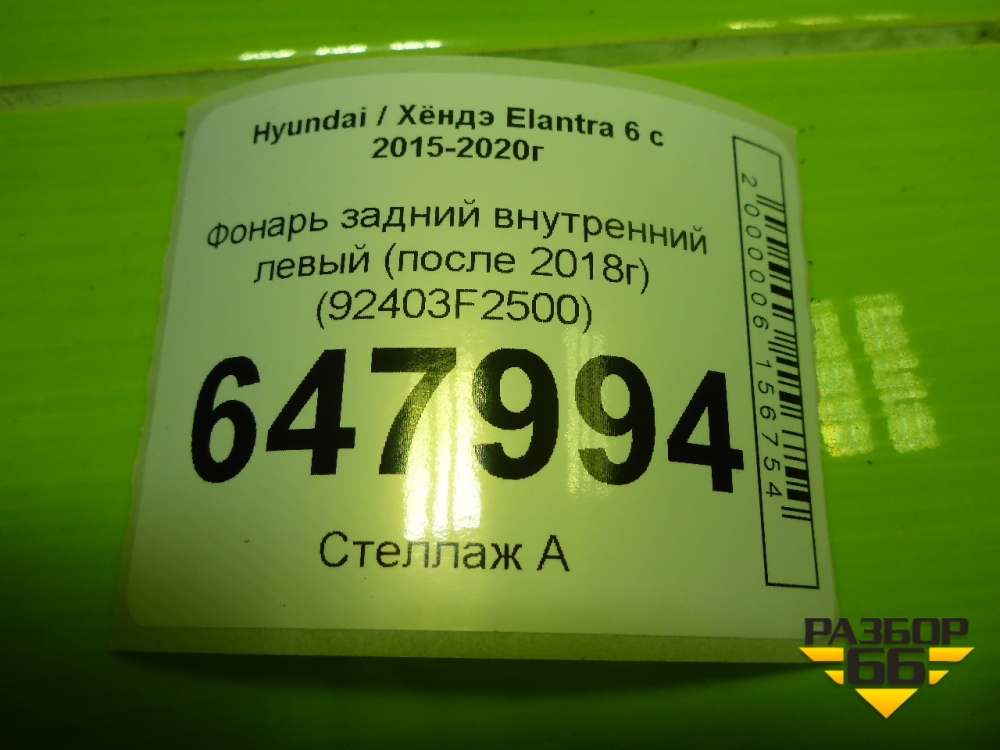 Hyundai / Хёндэ Elantra 6 с
2015-2020г
Фонарь задний внутренний
левый (после 2018г)
(92403F2500)
647994
Стеллаж А
2000006156754
РАЗБОР
66